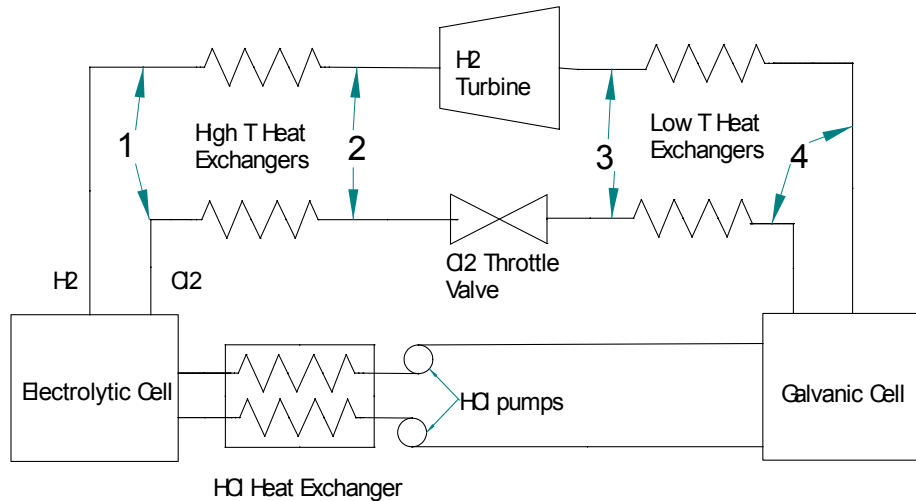 H2
Turbine
High T Heat
Exchangers
Low T Heat
Exchangers
1
2
3
4
H2
Cl2
Cl2 Throttle
Valve
Electrolytic Cell
HCl pumps
Galvanic Cell
HCl Heat Exchanger